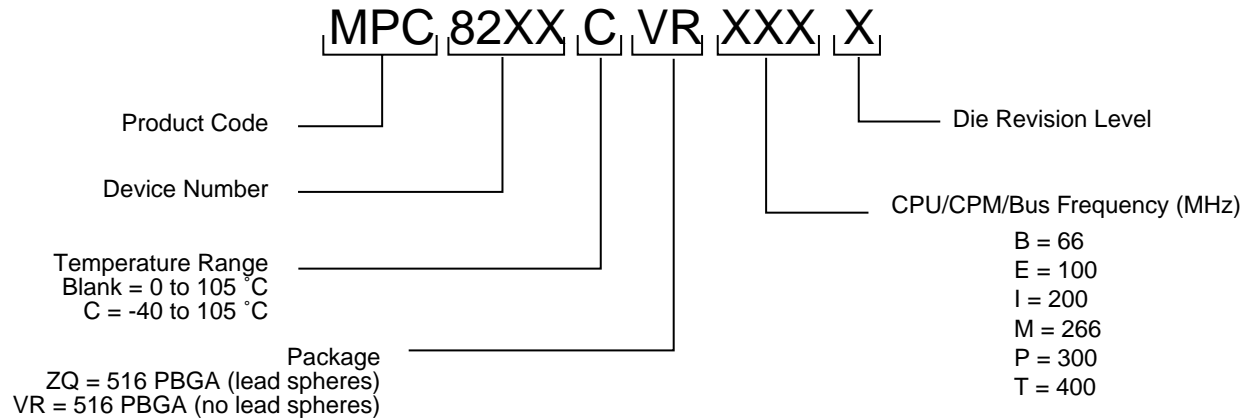 MPC 82XX C VR XXX X
Product Code
Device Number
Temperature Range
Blank = 0 to 105 ˚C
C = -40 to 105 ˚C
Package
ZQ = 516 PBGA (lead spheres)
VR = 516 PBGA (no lead spheres)
Die Revision Level
CPU/CPM/Bus Frequency (MHz)
B = 66
E = 100
I = 200
M = 266
P = 300
T = 400